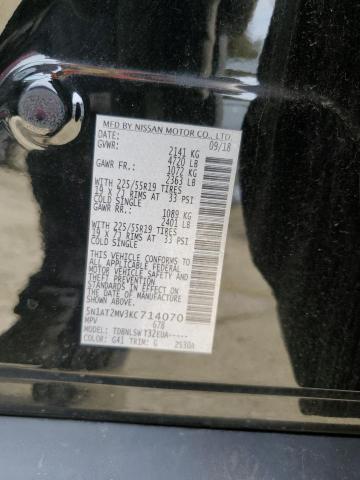 MFD BY NISSAN MOTOR CO., LTD.
DATE: 09/18
GVWR: 2141 KG
4720 LB
GAWR FR.: 1072 KG
2363 LB
WITH 225/55R19 TIRES
19 X 7J RIMS AT 33 PSI
COLD SINGLE
GAWR RR.: 1089 KG
2401 LB
WITH 225/55R19 TIRES
19 X 7J RIMS AT 33 PSI
COLD SINGLE
THIS VEHICLE CONFORMS TO ALL
APPLICABLE FEDERAL MOTOR
VEHICLE SAFETY AND THEFT PREVENTION
STANDARDS IN EFFECT ON THE DATE OF
MANUFACTURE SHOWN ABOVE.
5N1AT2MV3KC714070
MPV 678
MODEL: TDBNLSWT32EUA-----
COLOR: G41 TRIM: G 2530A